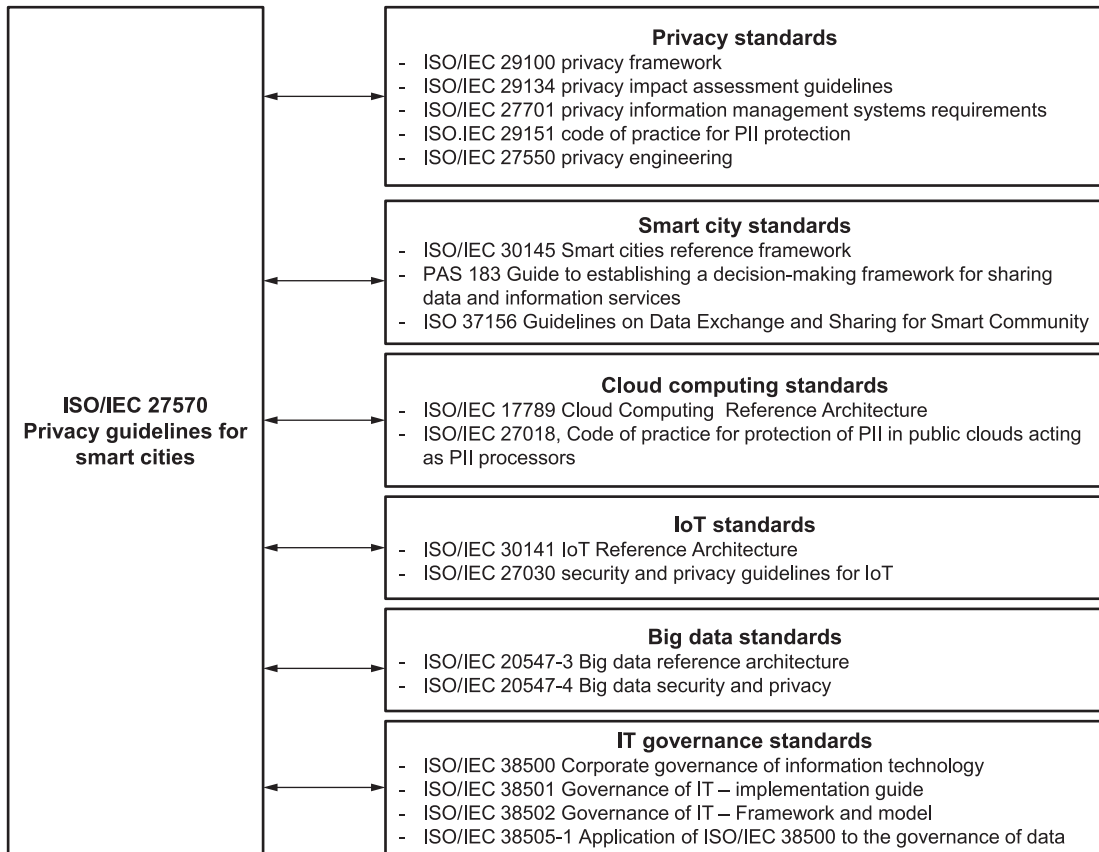 ISO/IEC 27570
Privacy guidelines for
smart cities
Privacy standards
- ISO/IEC 29100 privacy framework
- ISO/IEC 29134 privacy impact assessment guidelines
- ISO/IEC 27701 privacy information management systems requirements
- ISO.IEC 29151 code of practice for PII protection
- ISO/IEC 27550 privacy engineering
Smart city standards
- ISO/IEC 30145 Smart cities reference framework
- PAS 183 Guide to establishing a decision-making framework for sharing
data and information services
- ISO 37156 Guidelines on Data Exchange and Sharing for Smart Community
Cloud computing standards
- ISO/IEC 17789 Cloud Computing Reference Architecture
- ISO/IEC 27018, Code of practice for protection of PII in public clouds acting
as PII processors
IoT standards
- ISO/IEC 30141 IoT Reference Architecture
- ISO/IEC 27030 security and privacy guidelines for IoT
Big data standards
- ISO/IEC 20547-3 Big data reference architecture
- ISO/IEC 20547-4 Big data security and privacy
IT governance standards
- ISO/IEC 38500 Corporate governance of information technology
- ISO/IEC 38501 Governance of IT – implementation guide
- ISO/IEC 38502 Governance of IT – Framework and model
- ISO/IEC 38505-1 Application of ISO/IEC 38500 to the governance of data